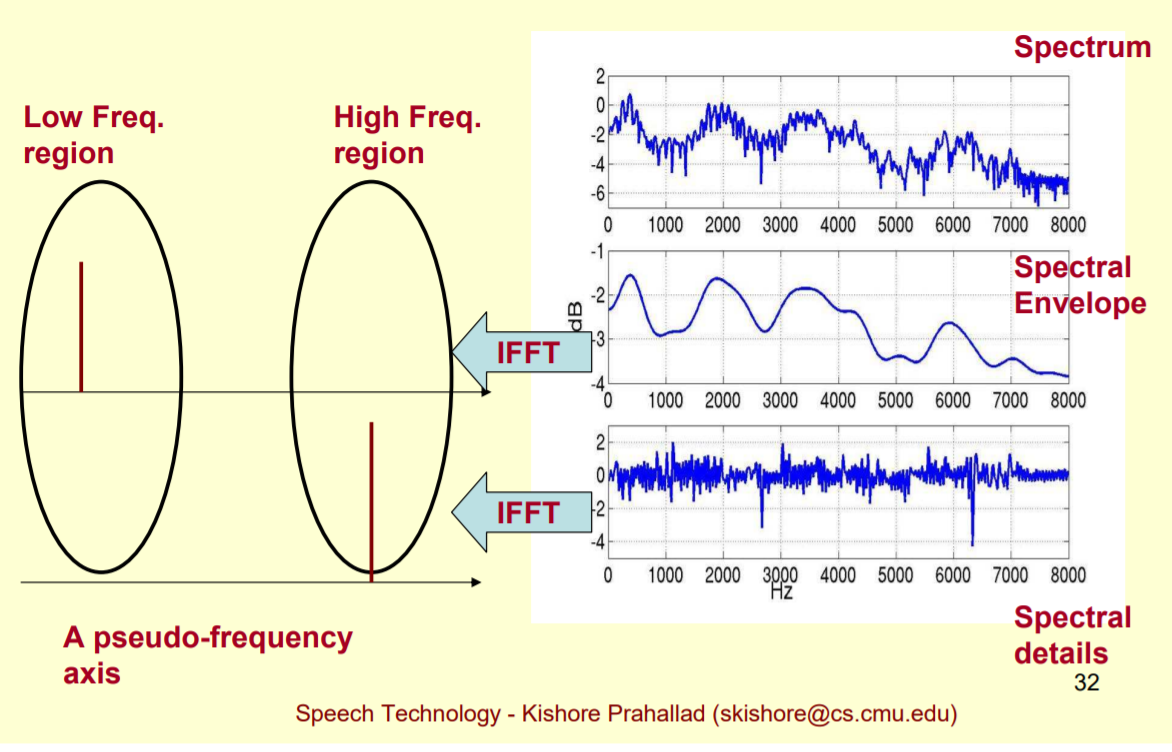 Low Freq.
region
High Freq.
region
Spectrum
2
0
-2
-4
-6
0 1000 2000 3000 4000 5000 6000 7000 8000
Spectral
Envelope
-1
-2
-3
-4
dB
0 1000 2000 3000 4000 5000 6000 7000 8000
IFFT
2
0
-2
-4
0 1000 2000 3000 4000 5000 6000 7000 8000
Hz
IFFT
A pseudo-frequency
axis
Spectral
details
32
Speech Technology - Kishore Prahallad (skishore@cs.cmu.edu)